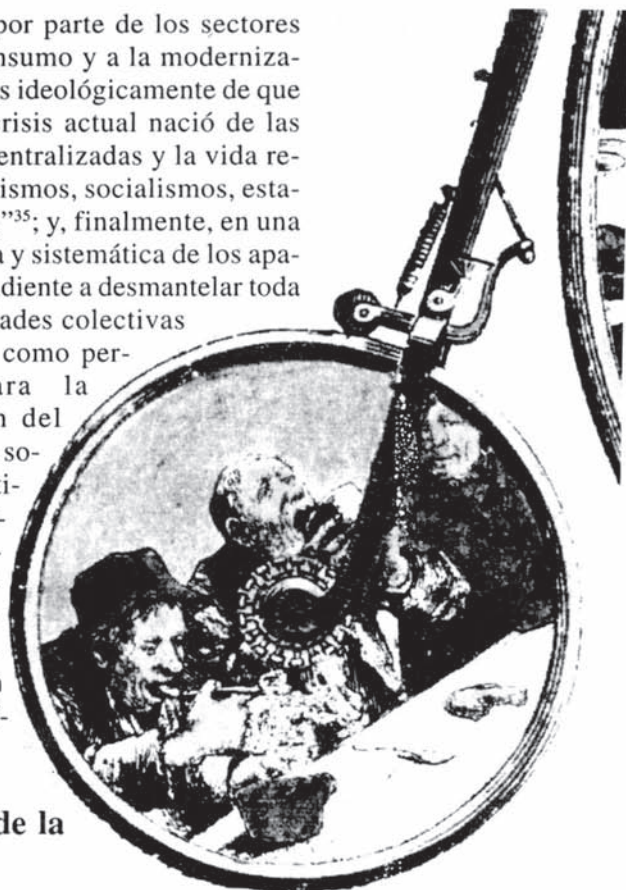 por parte de los sectores
nsumo y a la moderniza-
s ideológicamente de que
risis actual nació de las
entralizadas y la vida re-
ismos, socialismos, esta-
”³⁵; y, finalmente, en una
a y sistemática de los apa-
diente a desmantelar toda
ades colectivas
como per-
ara la
n del
so-
ti-
de la